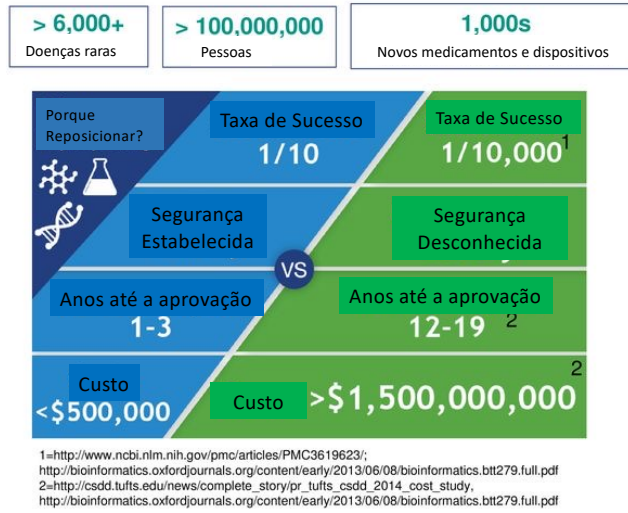 > 6,000+
Doenças raras
> 100,000,000
Pessoas
1,000s
Novos medicamentos e dispositivos
Porque
Reposicionar?
Taxa de Sucesso
1/10
Taxa de Sucesso
1/10,000 1
Segurança
Estabelecida
Segurança
Desconhecida
VS
Anos até a aprovação
1-3
Anos até a aprovação
12-19 2
Custo
<$500,000
Custo >$1,500,000,000 2
1=http://www.ncbi.nlm.nih.gov/pmc/articles/PMC3619623/;
http://bioinformatics.oxfordjournals.org/content/early/2013/06/08/bioinformatics.btt279.full.pdf
2=http://csdd.tufts.edu/news/complete_story/pr_tufts_csdd_2014_cost_study,
http://bioinformatics.oxfordjournals.org/content/early/2013/06/08/bioinformatics.btt279.full.pdf